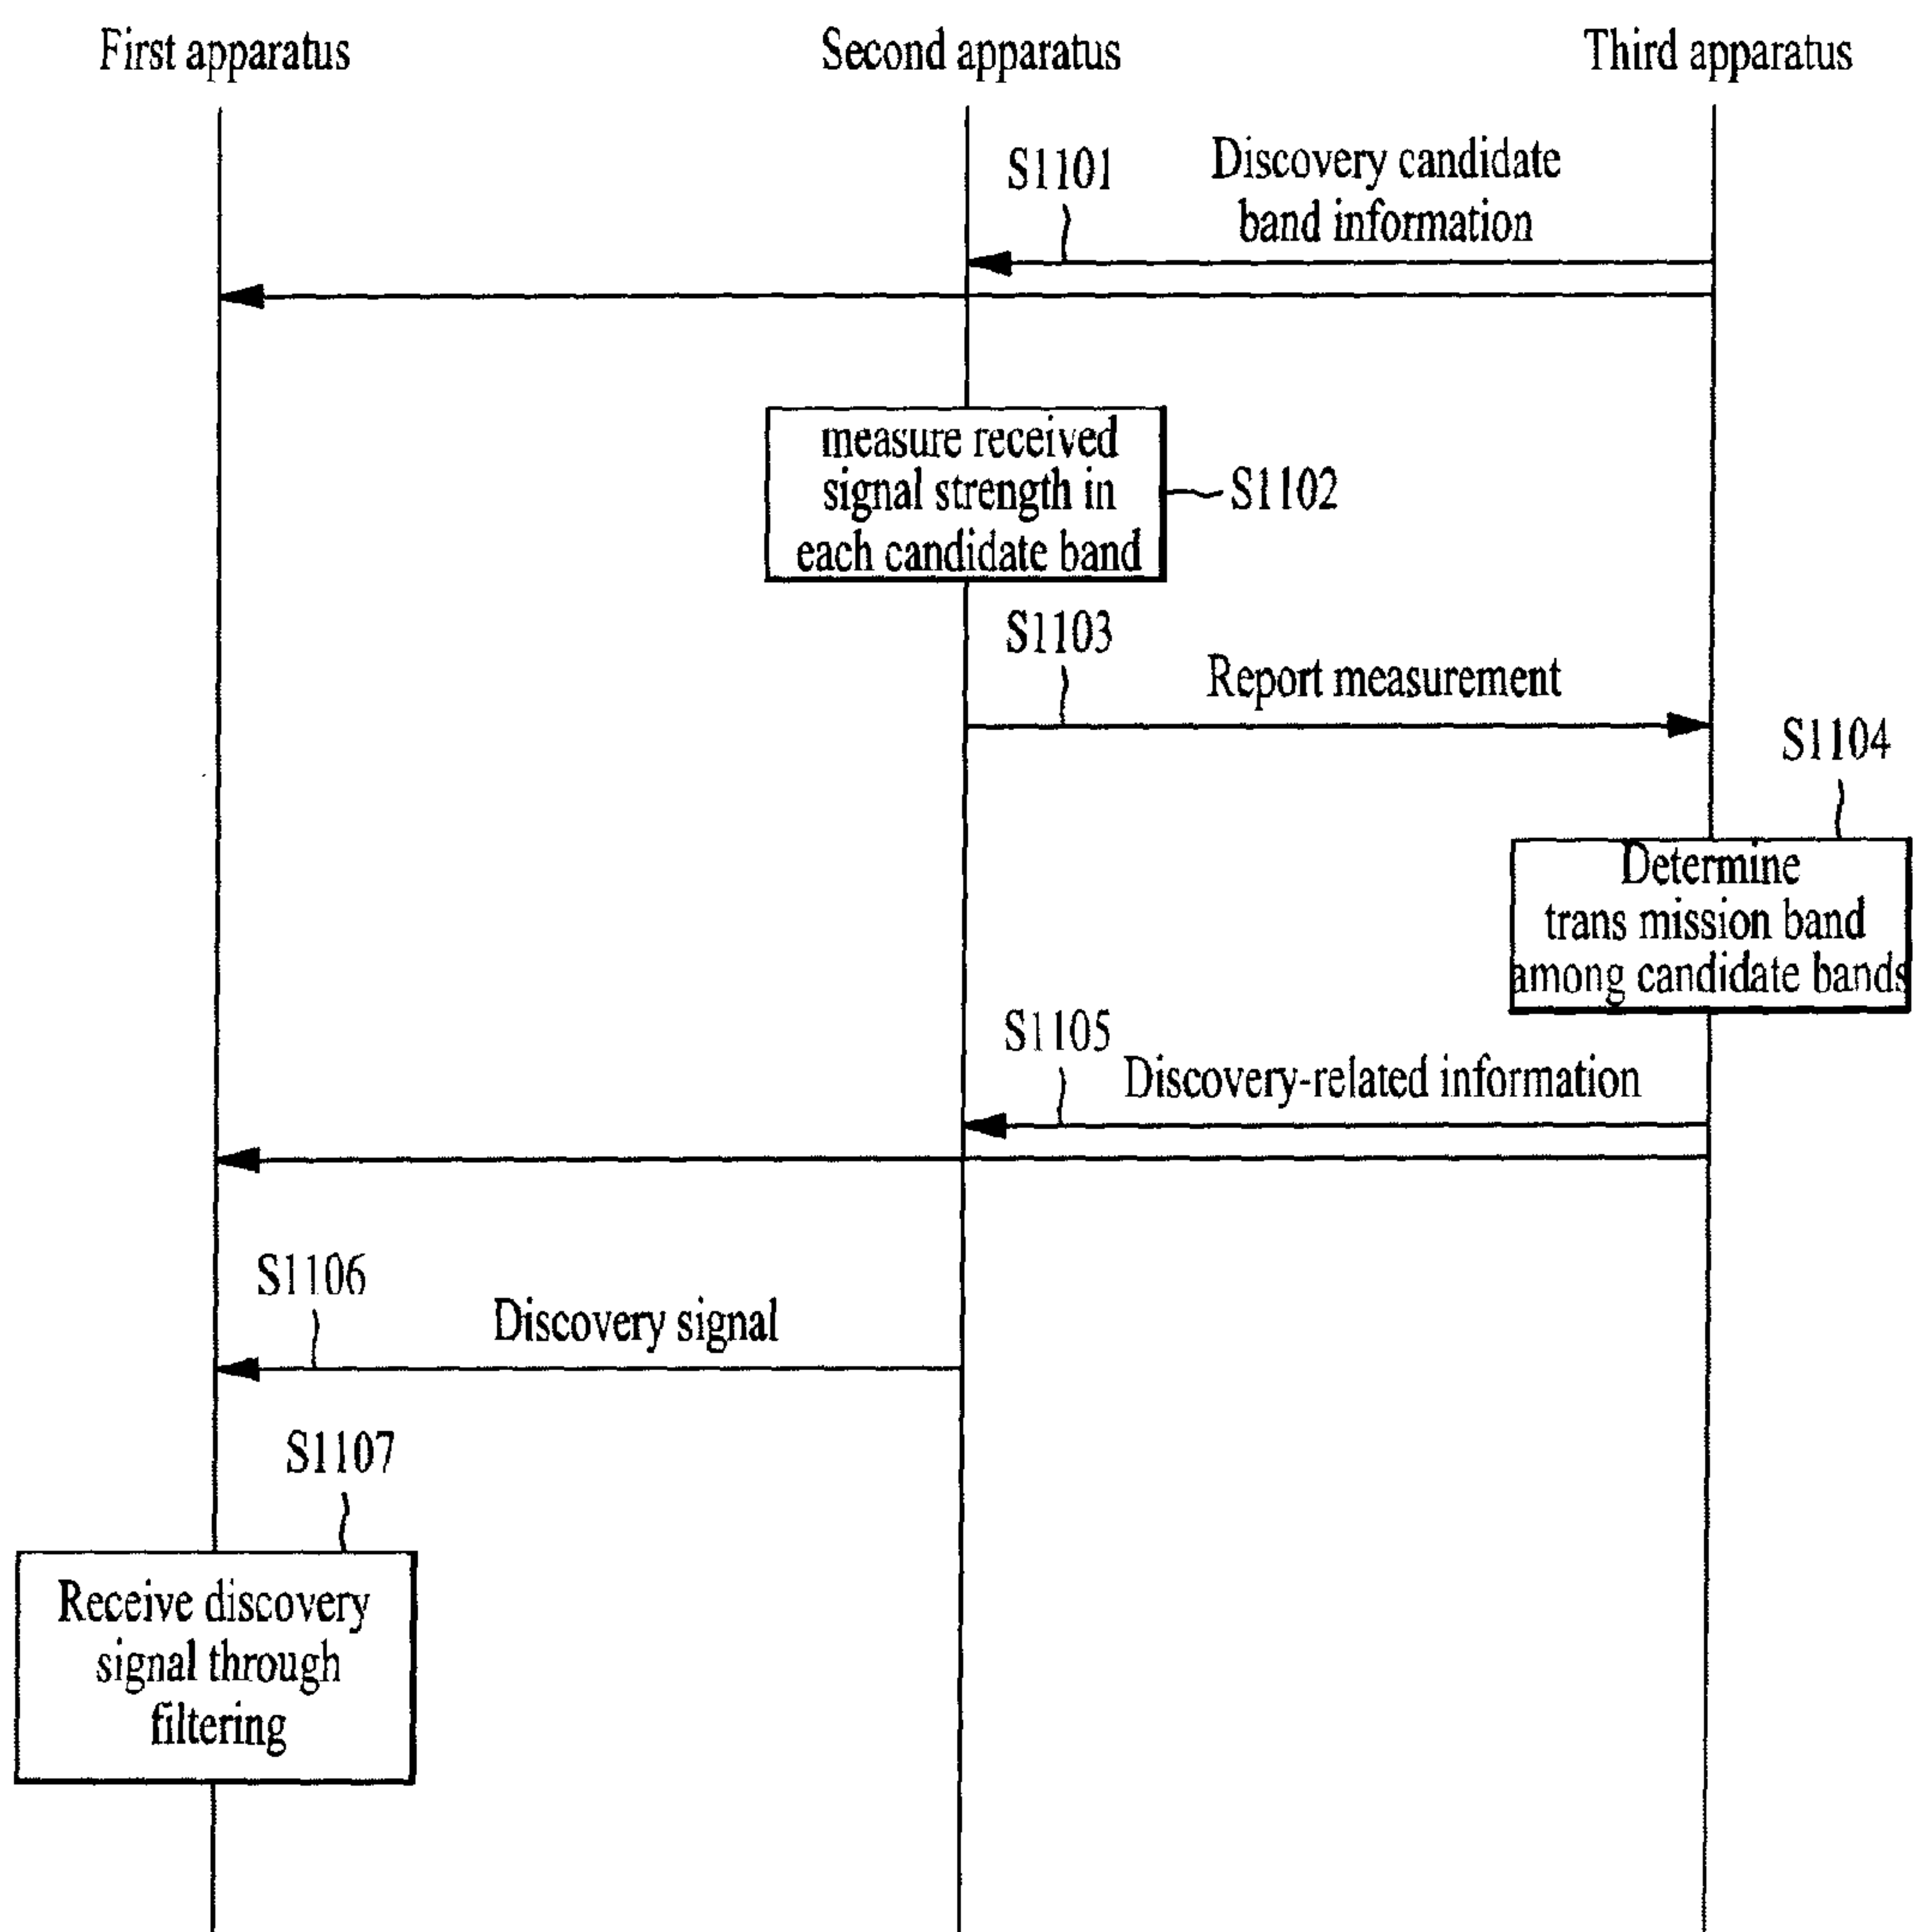 First apparatus
Second apparatus
Third apparatus
S1101
Discovery candidate
band information
measure received
signal strength in
each candidate band
S1102
S1103
Report measurement
S1104
Determine
trans mission band
among candidate bands
S1105
Discovery-related information
S1106
Discovery signal
S1107
Receive discovery
signal through
filtering